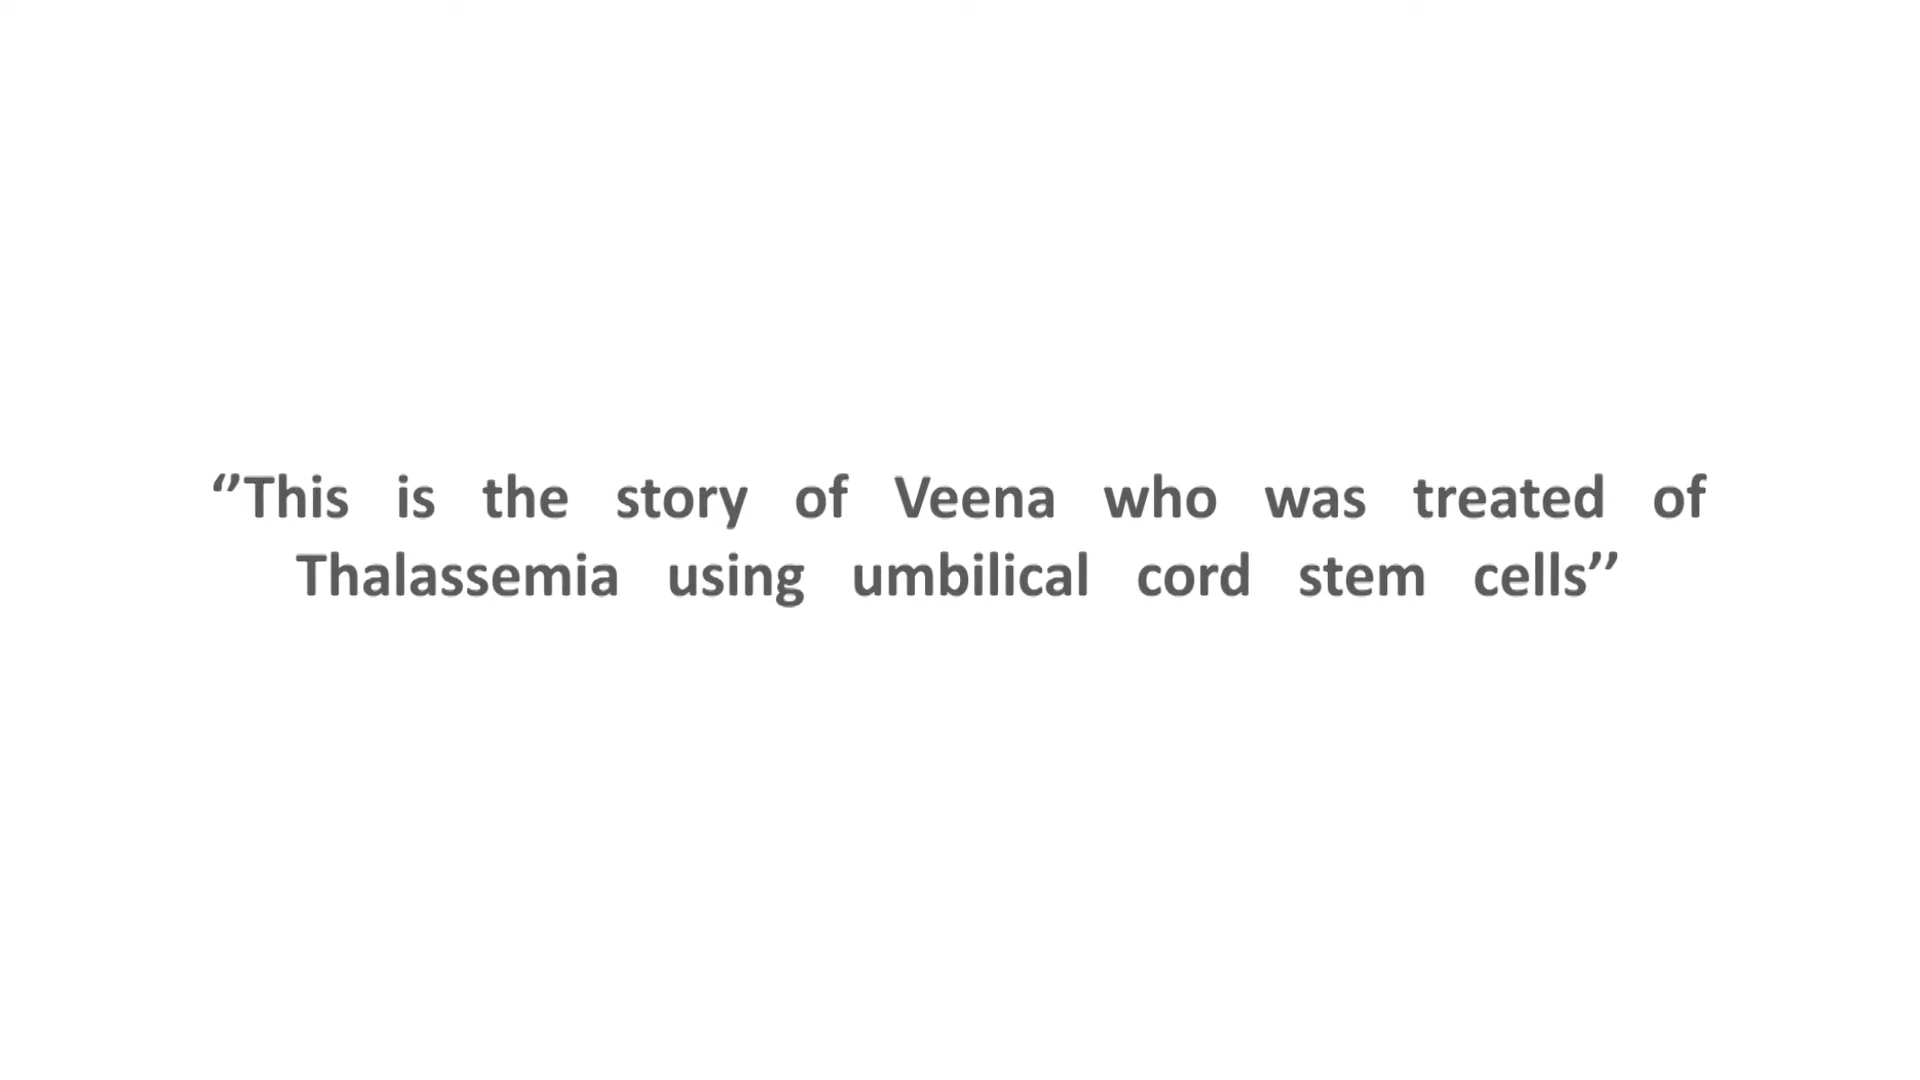 ‘’This is the story of Veena who was treated of
Thalassemia using umbilical cord stem cells’’